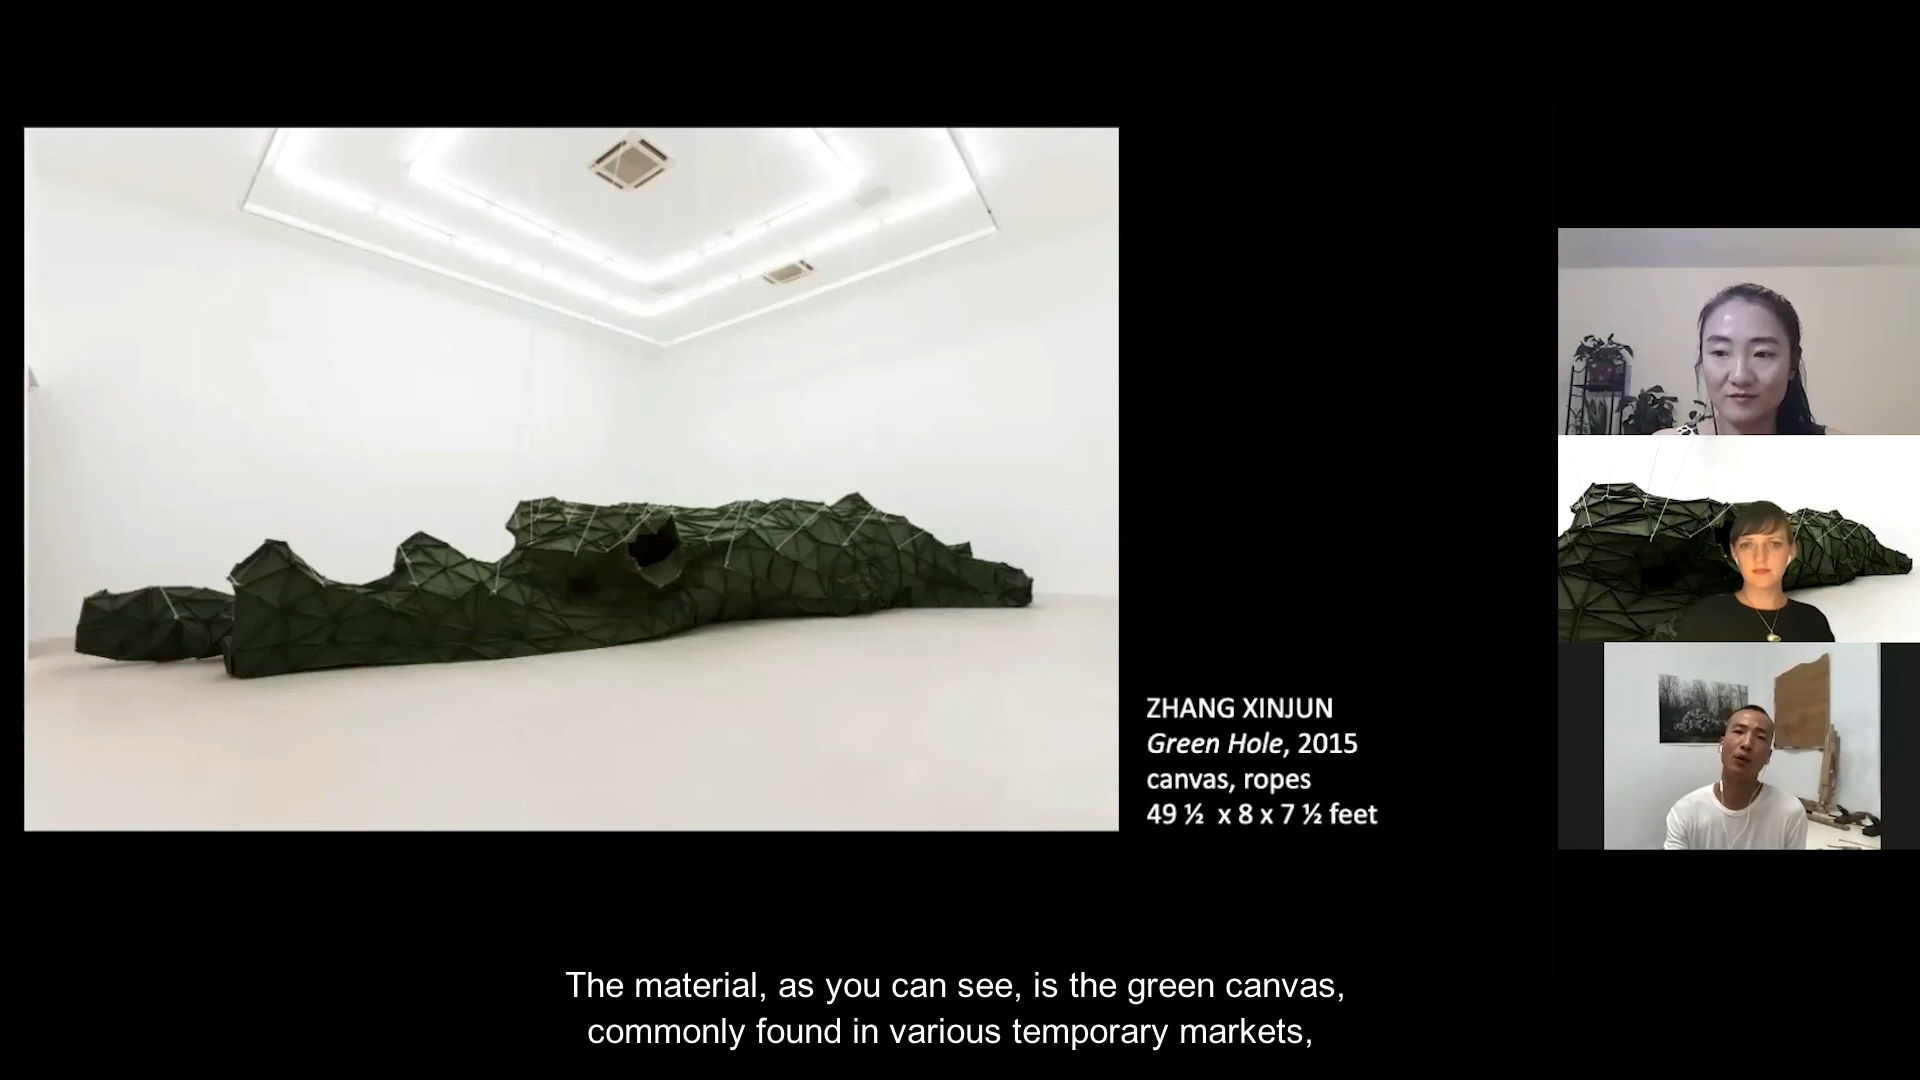 ZHANG XINJUN
Green Hole, 2015
canvas, ropes
49 ½ x 8 x 7 ½ feet
The material, as you can see, is the green canvas,
commonly found in various temporary markets,